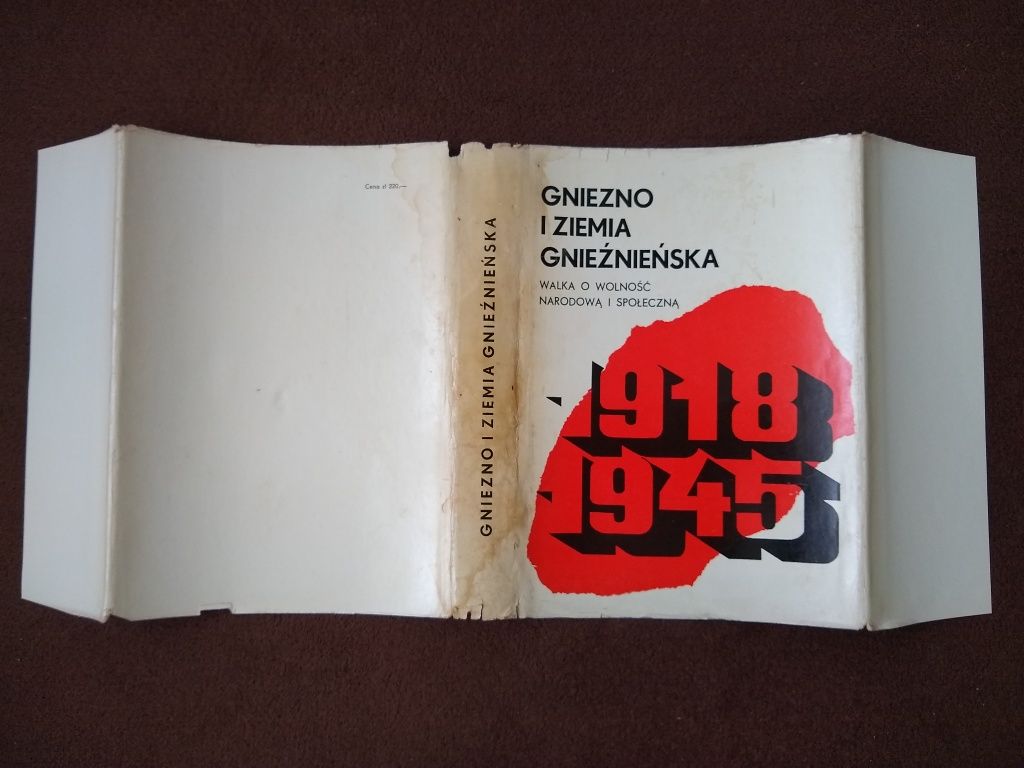 Cena zł 220,—
GNIEZNO I ZIEMIA GNIEŹNIEŃSKA
GNIEZNO
I ZIEMIA
GNIEŹNIEŃSKA
WALKA O WOLNOŚĆ
NARODOWĄ I SPOŁECZNĄ
1918
1945